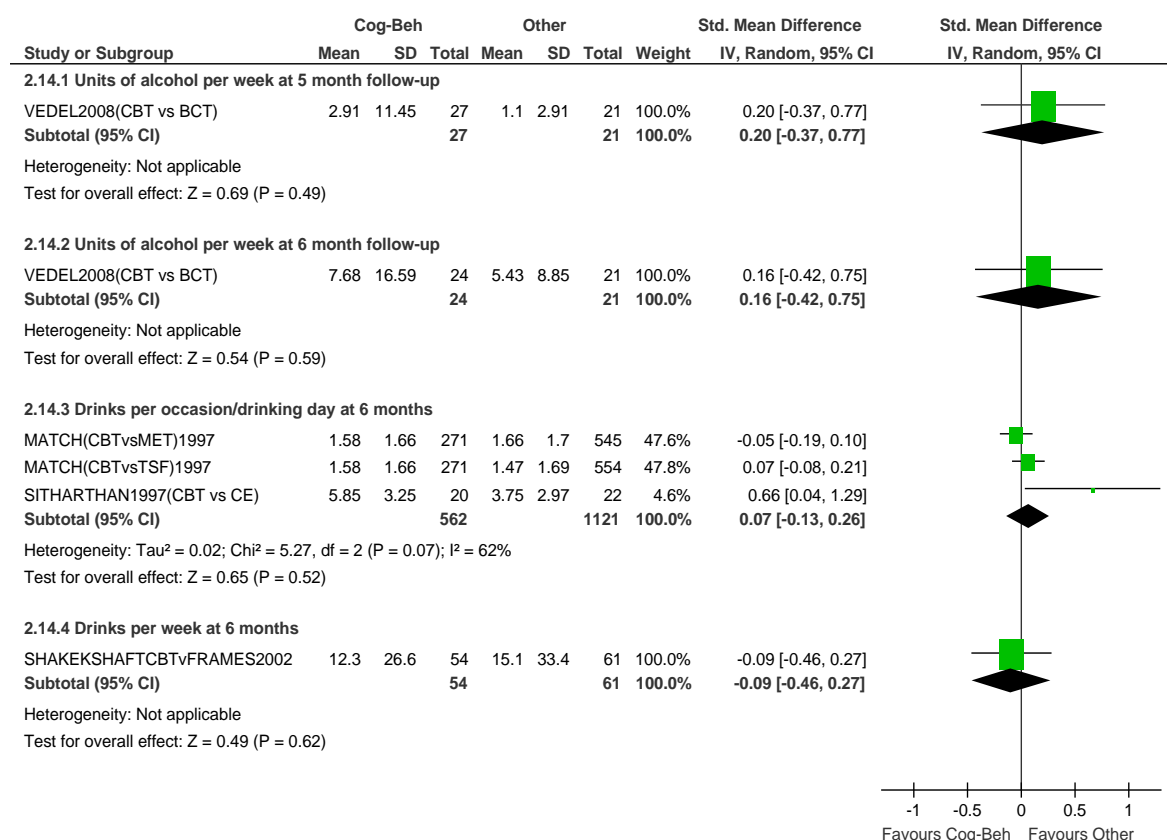 Cog-Beh Other Std. Mean Difference Std. Mean Difference
Study or Subgroup Mean SD Total Mean SD Total Weight IV, Random, 95% CI IV, Random, 95% CI
2.14.1 Units of alcohol per week at 5 month follow-up
VEDEL2008(CBT vs BCT) 2.91 11.45 27 1.1 2.91 21 100.0% 0.20 [-0.37, 0.77]
Subtotal (95% CI) 27 21 100.0% 0.20 [-0.37, 0.77]
Heterogeneity: Not applicable
Test for overall effect: Z = 0.69 (P = 0.49)
2.14.2 Units of alcohol per week at 6 month follow-up
VEDEL2008(CBT vs BCT) 7.68 16.59 24 5.43 8.85 21 100.0% 0.16 [-0.42, 0.75]
Subtotal (95% CI) 24 21 100.0% 0.16 [-0.42, 0.75]
Heterogeneity: Not applicable
Test for overall effect: Z = 0.54 (P = 0.59)
2.14.3 Drinks per occasion/drinking day at 6 months
MATCH(CBTvsMET)1997 1.58 1.66 271 1.66 1.7 545 47.6% -0.05 [-0.19, 0.10]
MATCH(CBTvsTSF)1997 1.58 1.66 271 1.47 1.69 554 47.8% 0.07 [-0.08, 0.21]
SITHARTHAN1997(CBT vs CE) 5.85 3.25 20 3.75 2.97 22 4.6% 0.66 [0.04, 1.29]
Subtotal (95% CI) 562 1121 100.0% 0.07 [-0.13, 0.26]
Heterogeneity: Tau² = 0.02; Chi² = 5.27, df = 2 (P = 0.07); I² = 62%
Test for overall effect: Z = 0.65 (P = 0.52)
2.14.4 Drinks per week at 6 months
SHAKEKSHAFTCBTvFRAMES2002 12.3 26.6 54 15.1 33.4 61 100.0% -0.09 [-0.46, 0.27]
Subtotal (95% CI) 54 61 100.0% -0.09 [-0.46, 0.27]
Heterogeneity: Not applicable
Test for overall effect: Z = 0.49 (P = 0.62)
-1 -0.5 0 0.5 1
Favours Cog-Beh Favours Other